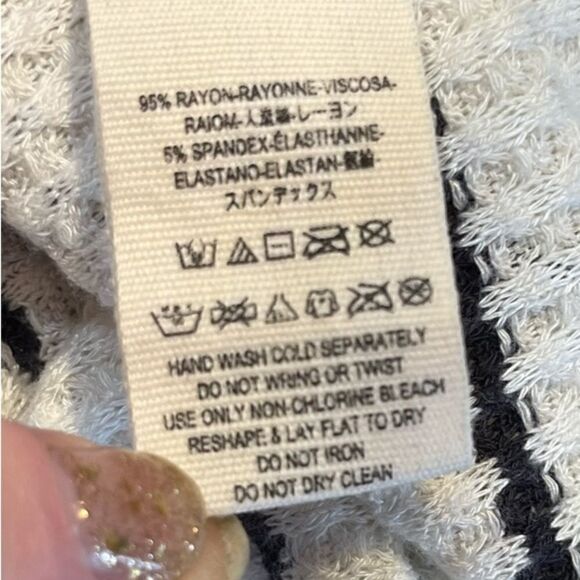 95% RAYON-RAYONNE-VISCOSA-
RAIOM-人造絲-レーヨン
5% SPANDEX-ÉLASTHANNE-
ELASTANO-ELASTAN-
スパンデックス
HAND WASH COLD SEPARATELY
DO NOT WRING OR TWIST
USE ONLY NON-CHLORINE BLEACH
RESHAPE & LAY FLAT TO DRY
DO NOT IRON
DO NOT DRY CLEAN